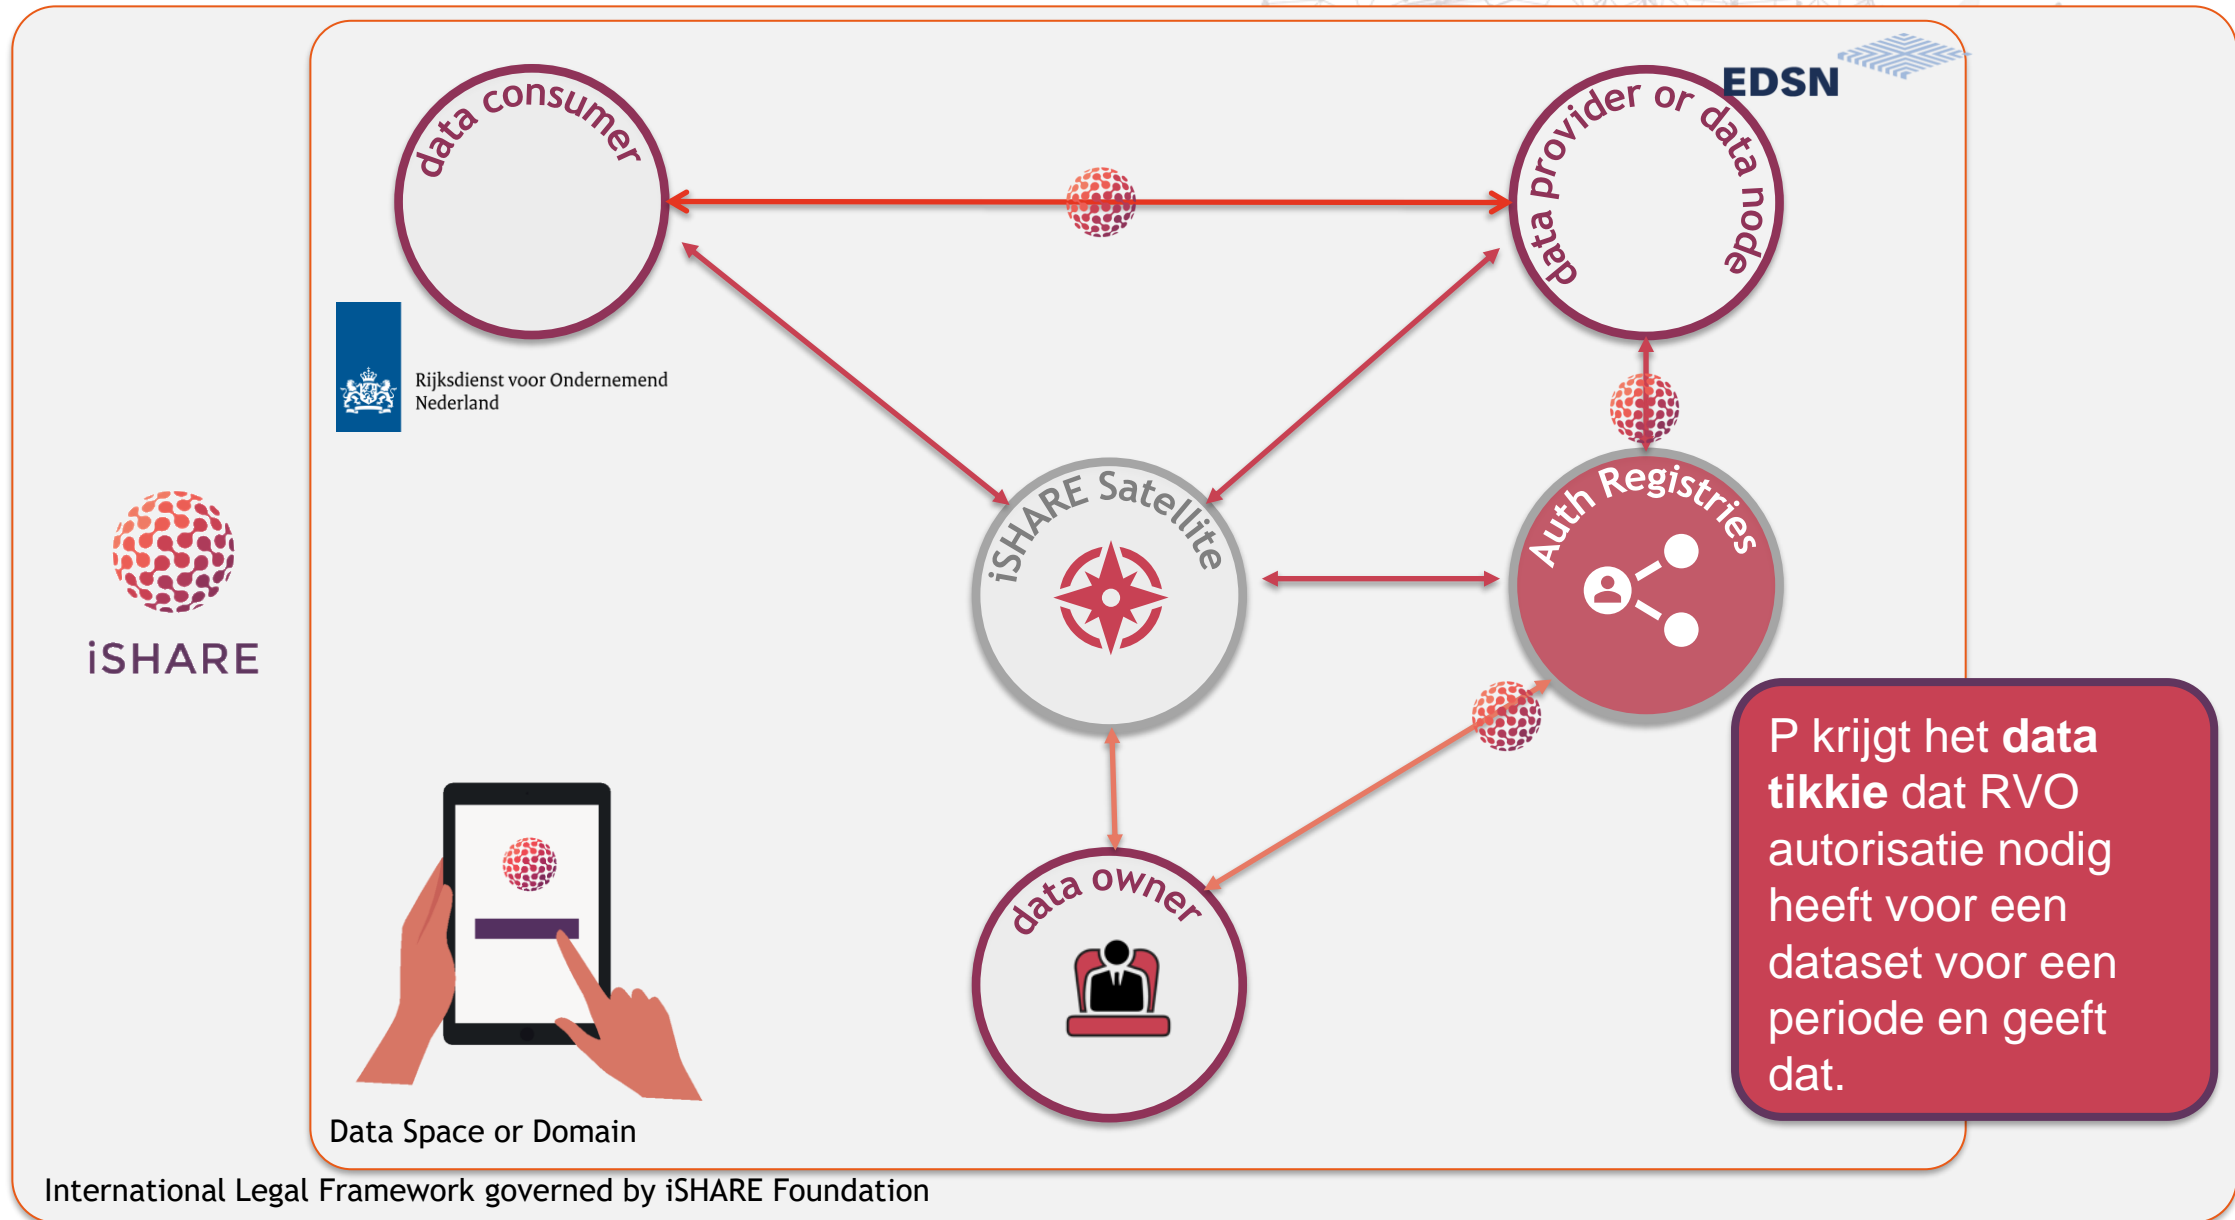 data consumer
EDSN
data provider or data node
Rijksdienst voor Ondernemend
Nederland
iSHARE Satellite
Auth Registries
iSHARE
P krijgt het data
tikkie dat RVO
autorisatie nodig
heeft voor een
dataset voor een
periode en geeft
dat.
data owner
Data Space or Domain
International Legal Framework governed by iSHARE Foundation